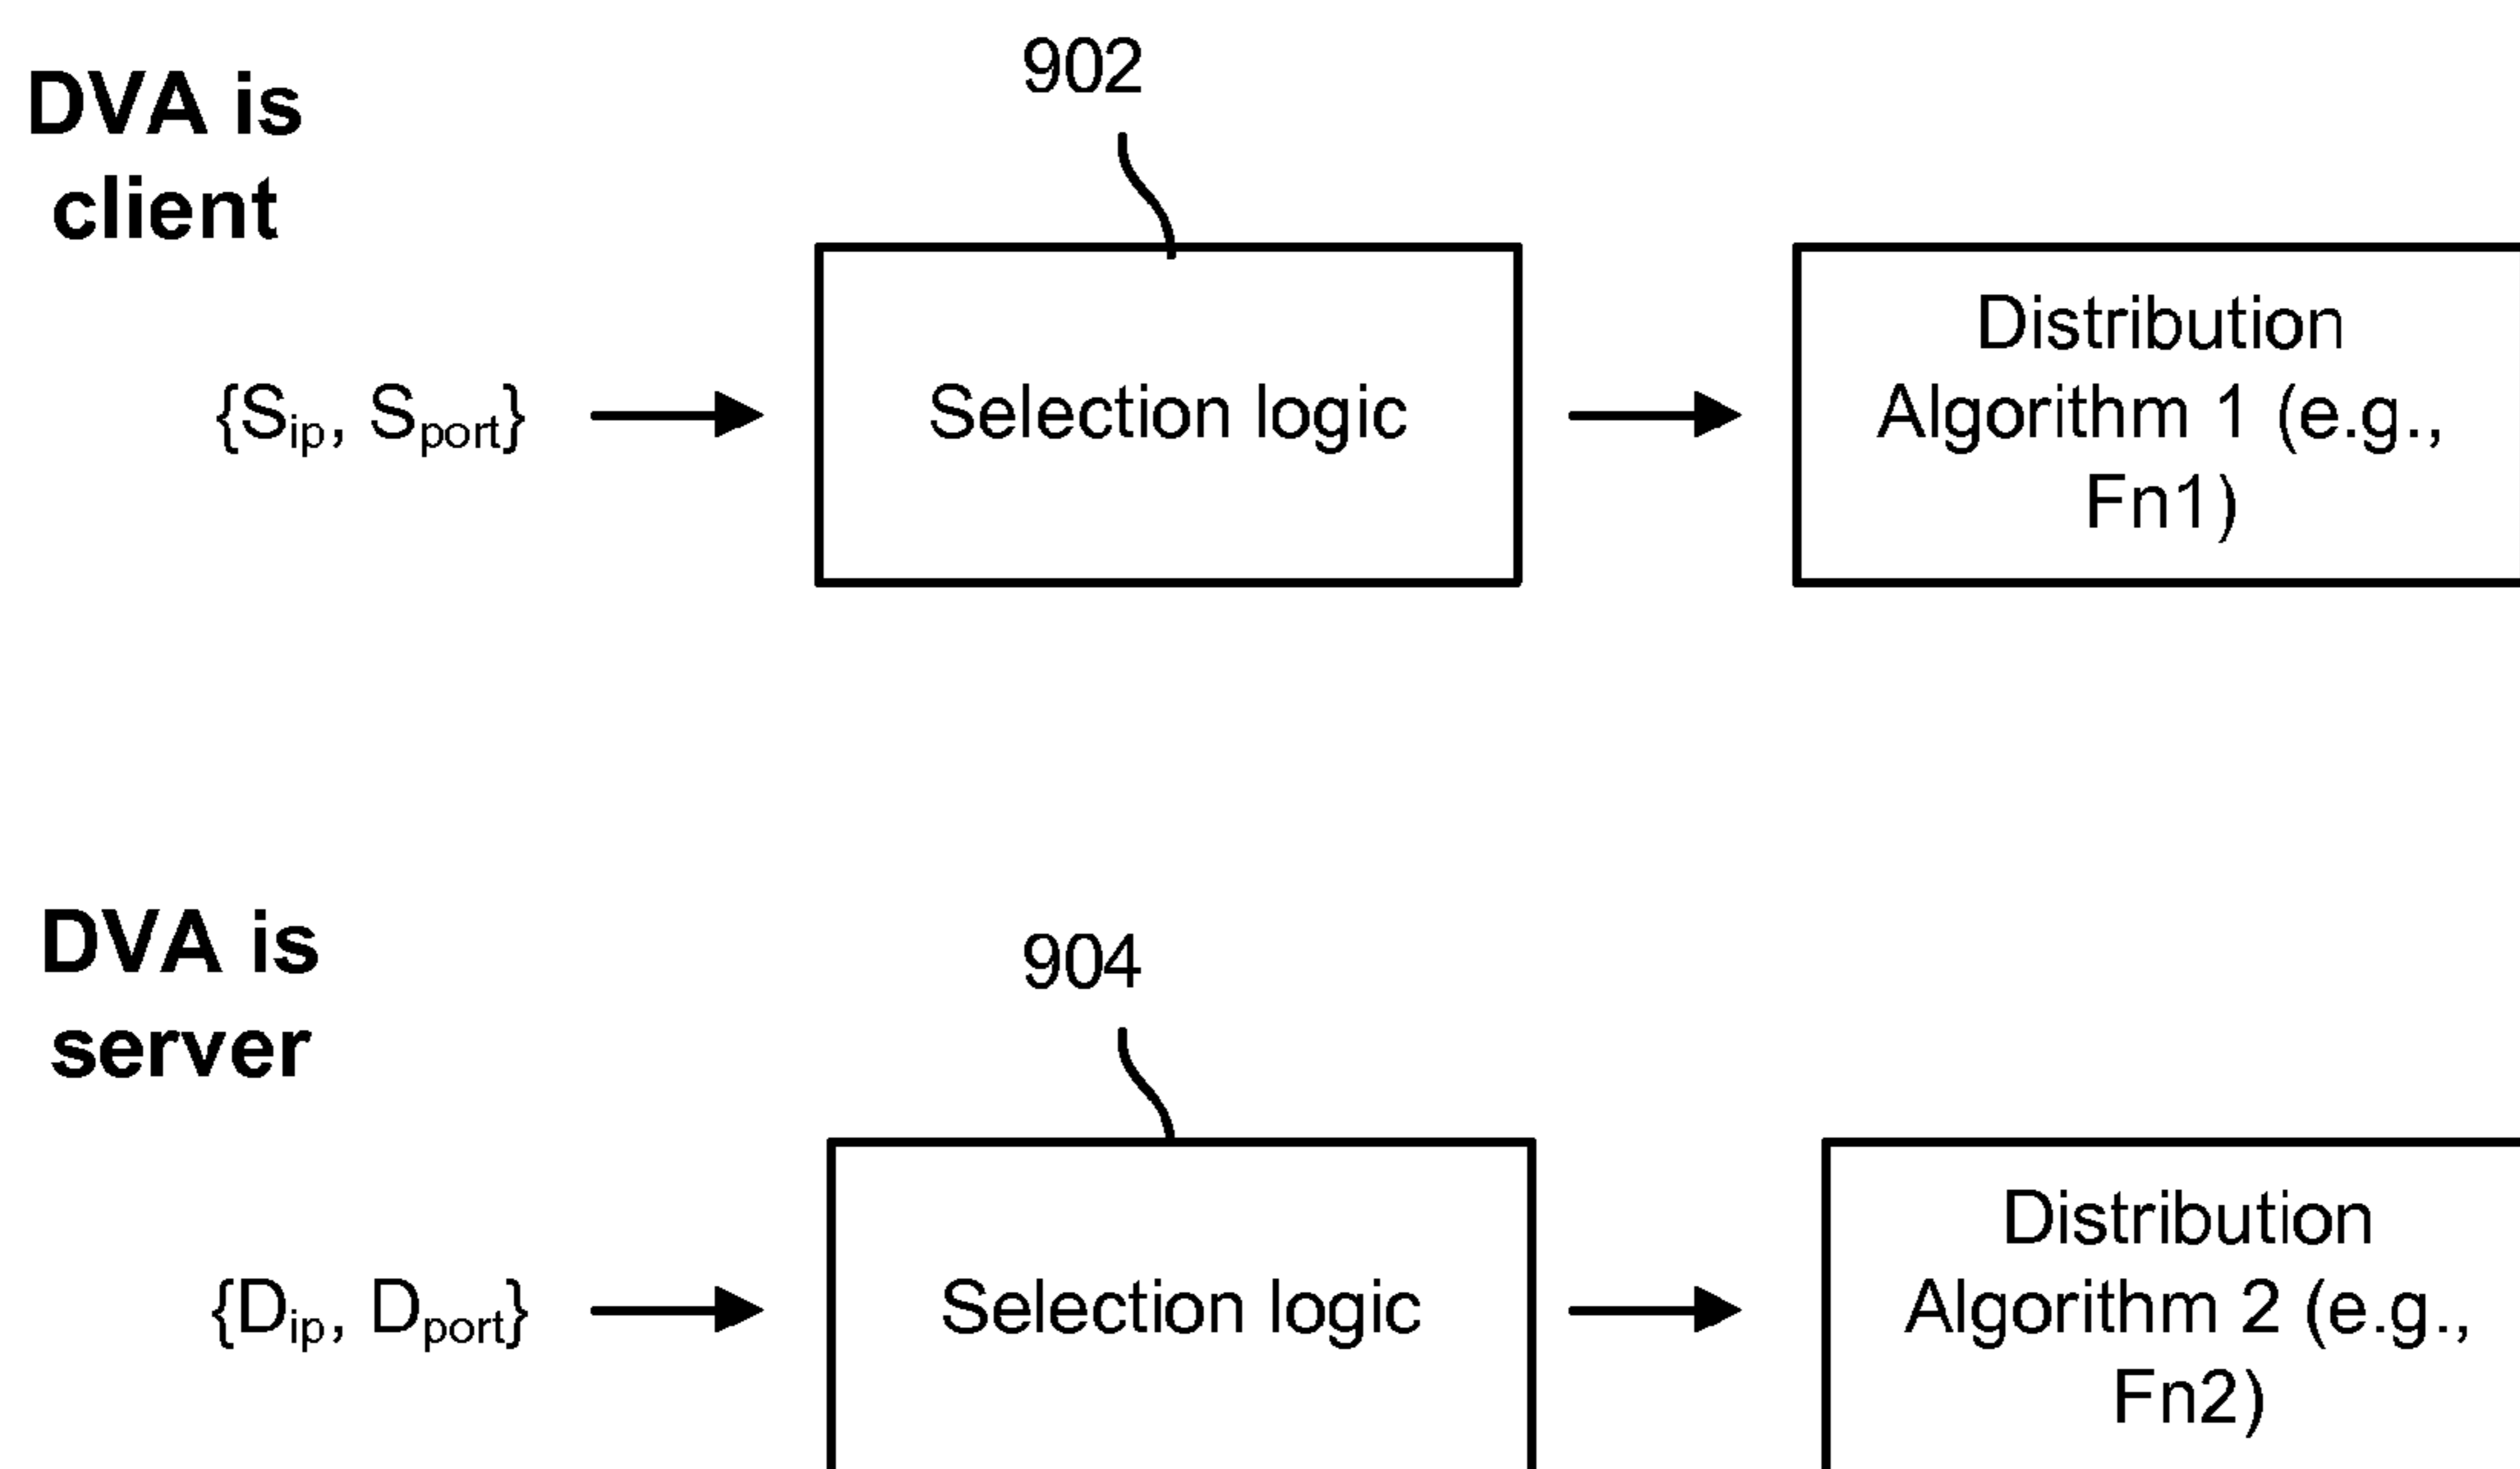 902
DVA is
client
{Sip, Sport}
Selection logic
Distribution
Algorithm 1 (e.g.,
Fn1)
DVA is
904
server
{Dip, Dport}
Selection logic
Distribution
Algorithm 2 (e.g.,
Fn2)